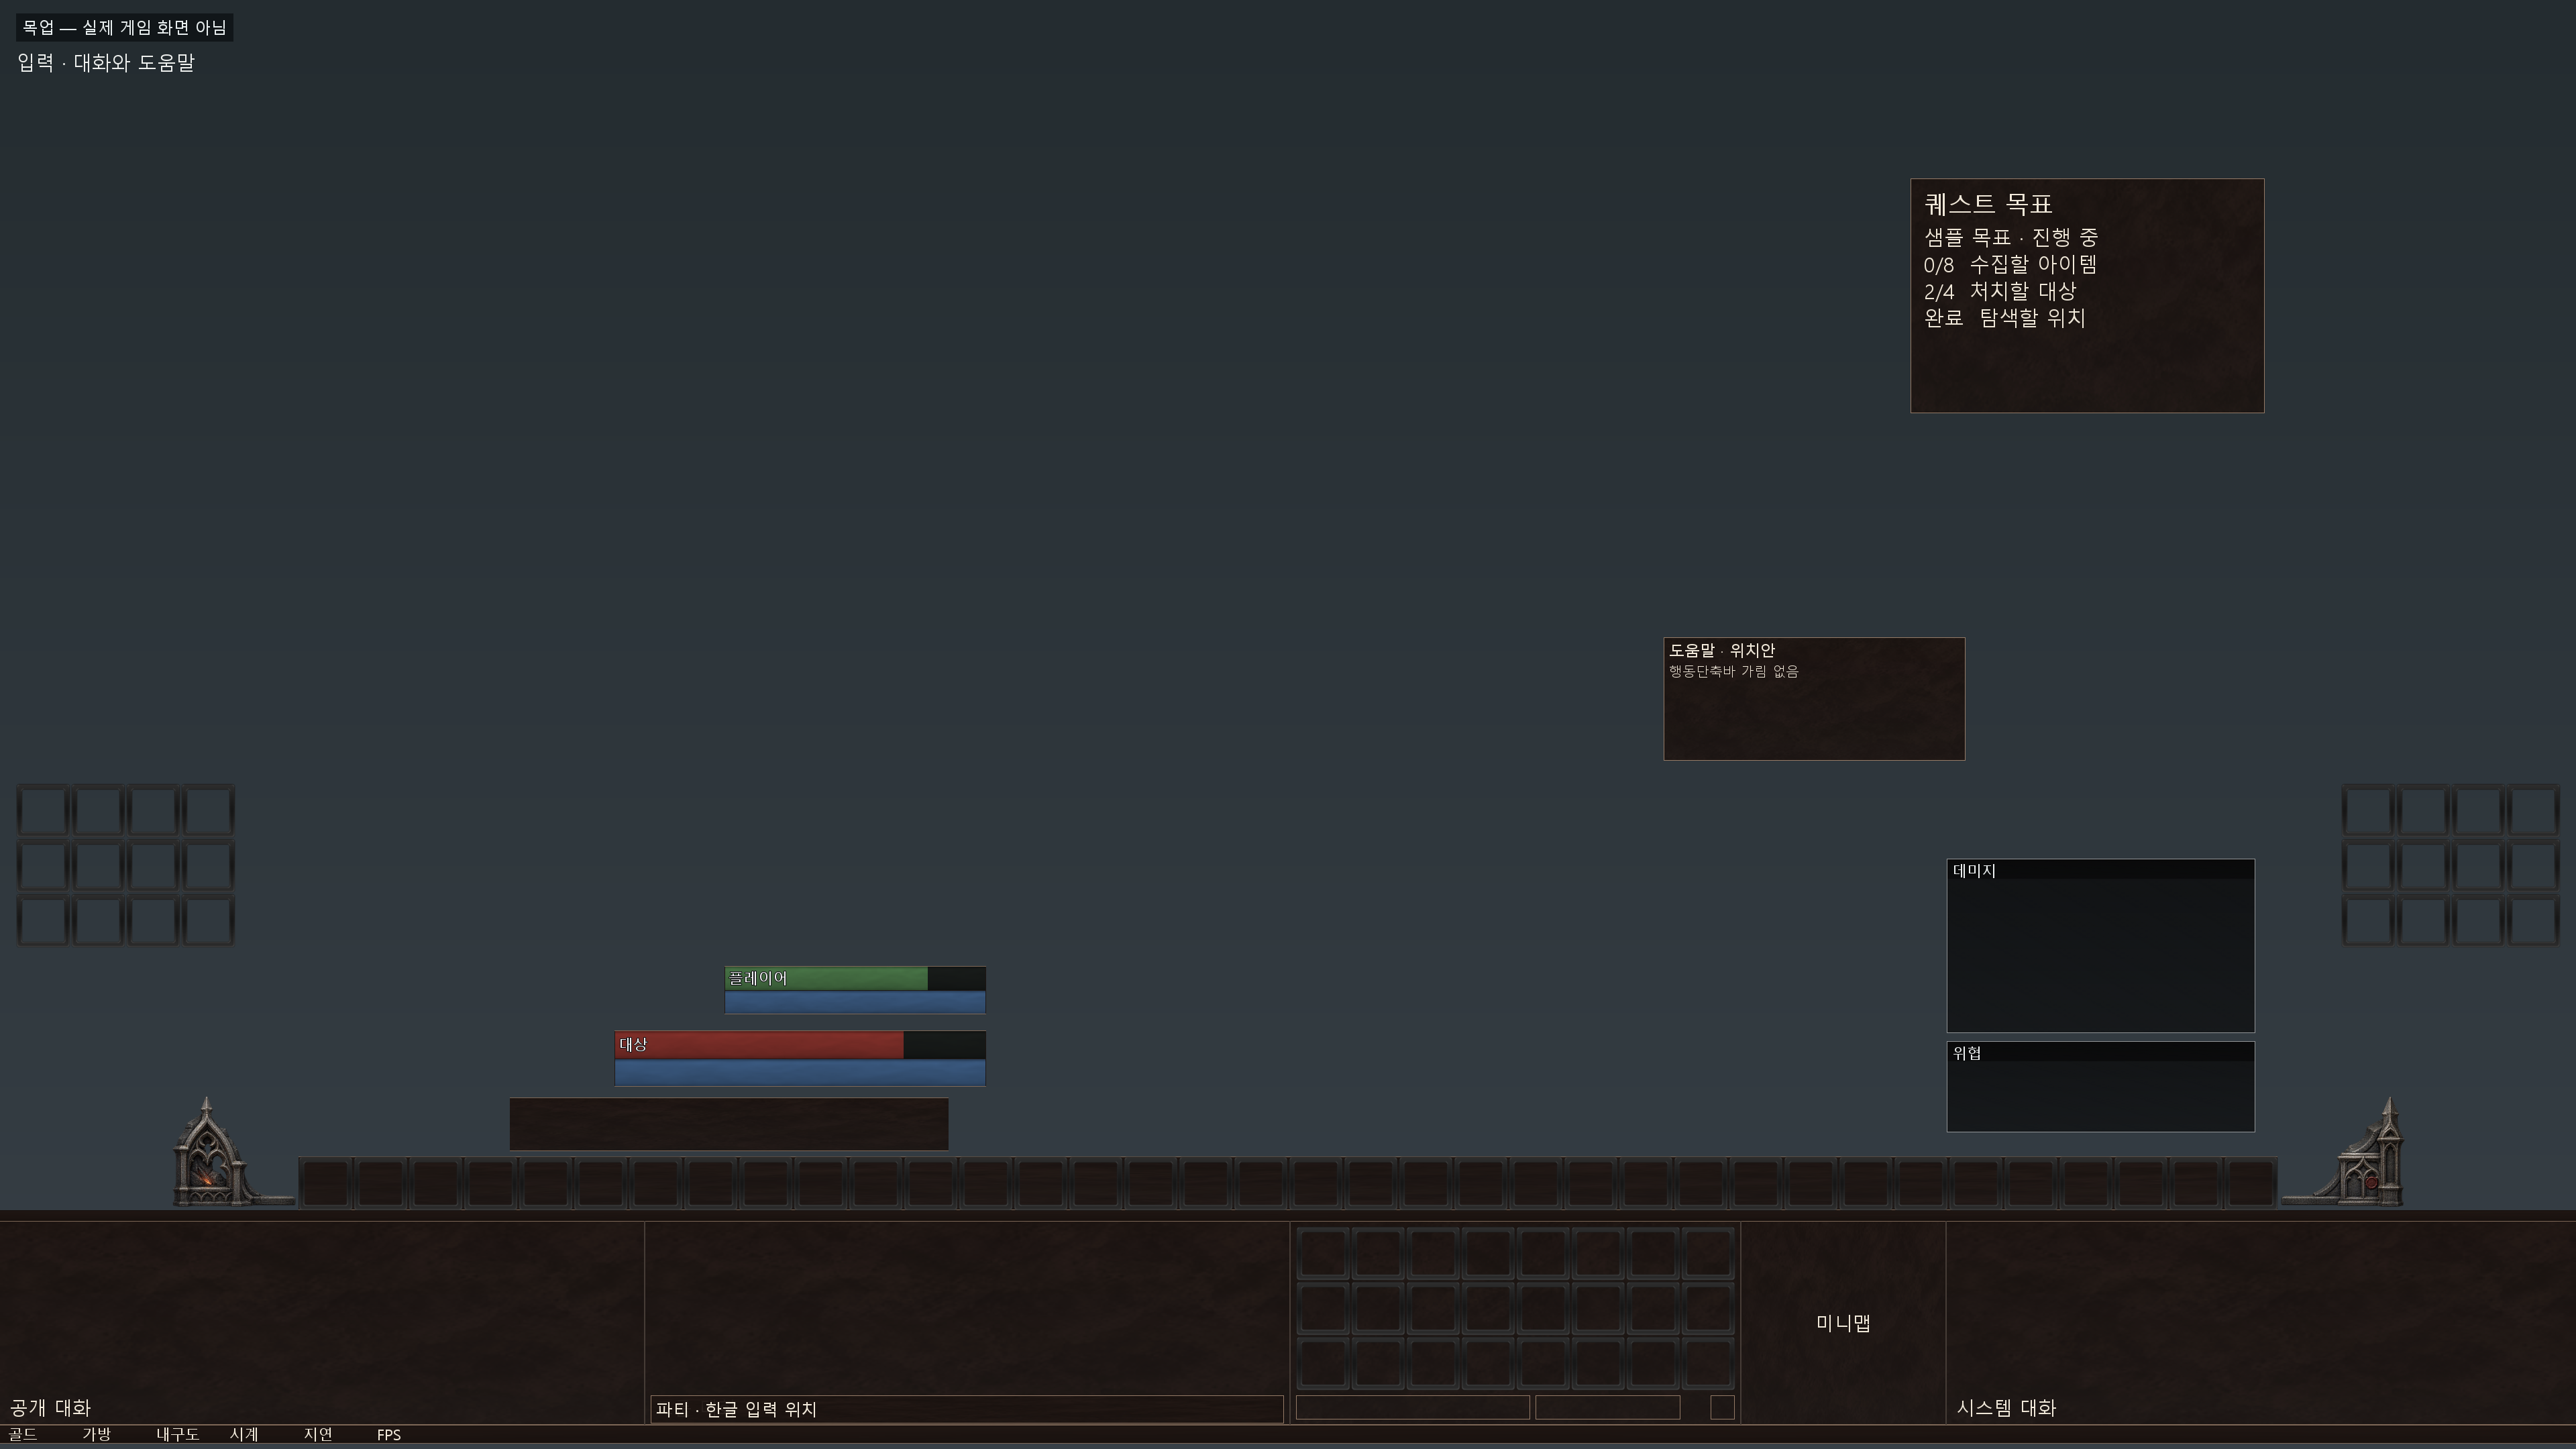 목업 — 실제 게임 화면 아님
입력 · 대화와 도움말
퀘스트 목표
샘플 목표 · 진행 중
0/8 수집할 아이템
2/4 처치할 대상
완료 탐색할 위치
도움말 · 위치안
행동단축바 가림 없음
데미지
플레이어
대상
위협
미니맵
공개 대화
파티 · 한글 입력 위치
시스템 대화
골드 가방 내구도 시계 지연 FPS